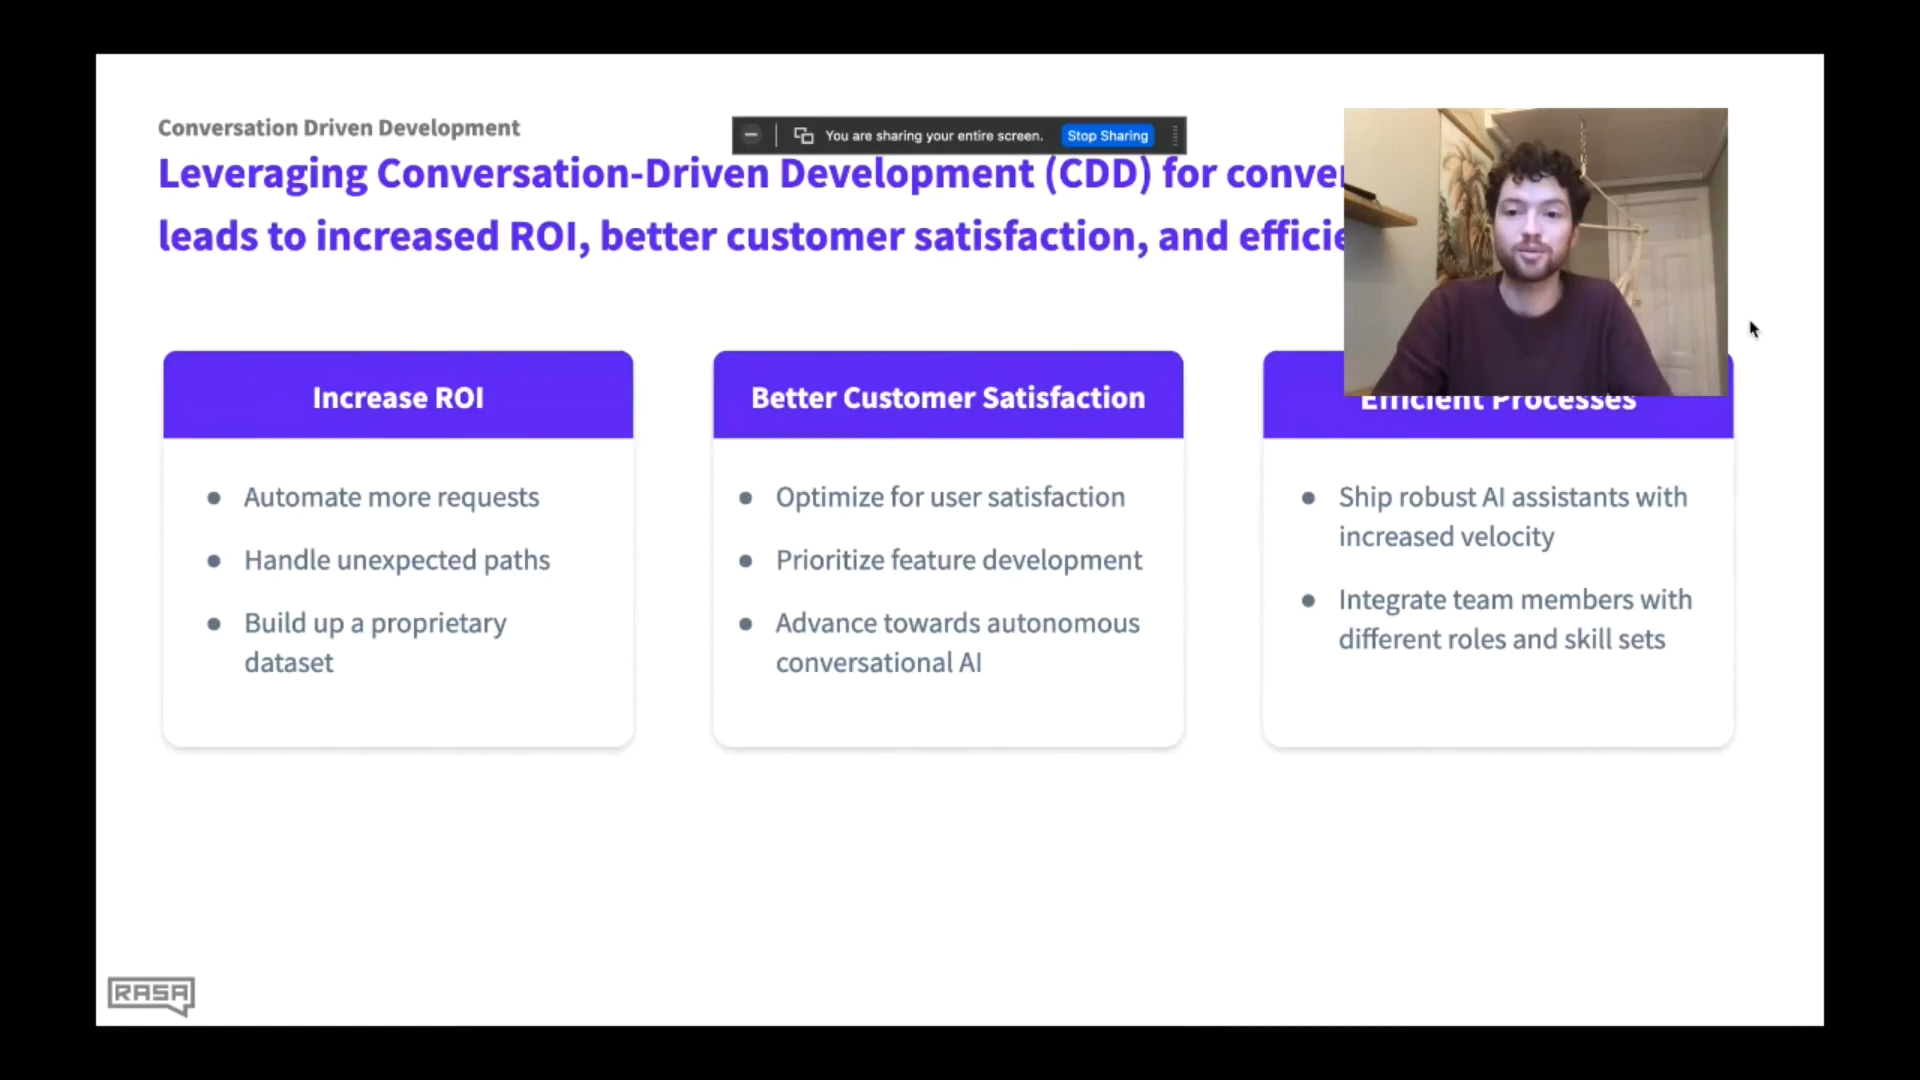 Conversation Driven Development
You are sharing your entire screen. Stop Sharing
Leveraging Conversation-Driven Development (CDD) for
leads to increased ROI, better customer satisfaction, and
Increase ROI
Automate more requests
Handle unexpected paths
Build up a proprietary
dataset
Better Customer Satisfaction
Optimize for user satisfaction
Prioritize feature development
Advance towards autonomous
conversational AI
Efficient Processes
Ship robust AI assistants with
increased velocity
Integrate team members with
different roles and skill sets
RASA